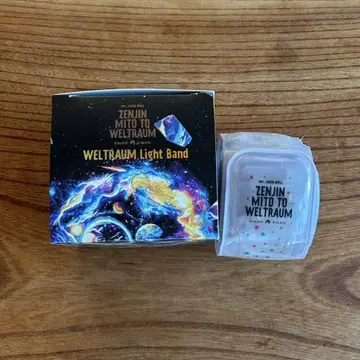 ZENJIN
MITO TO
WELTRAUM
WELTRAUM Light Band
ZENJIN
MITO TO
WELTRAUM